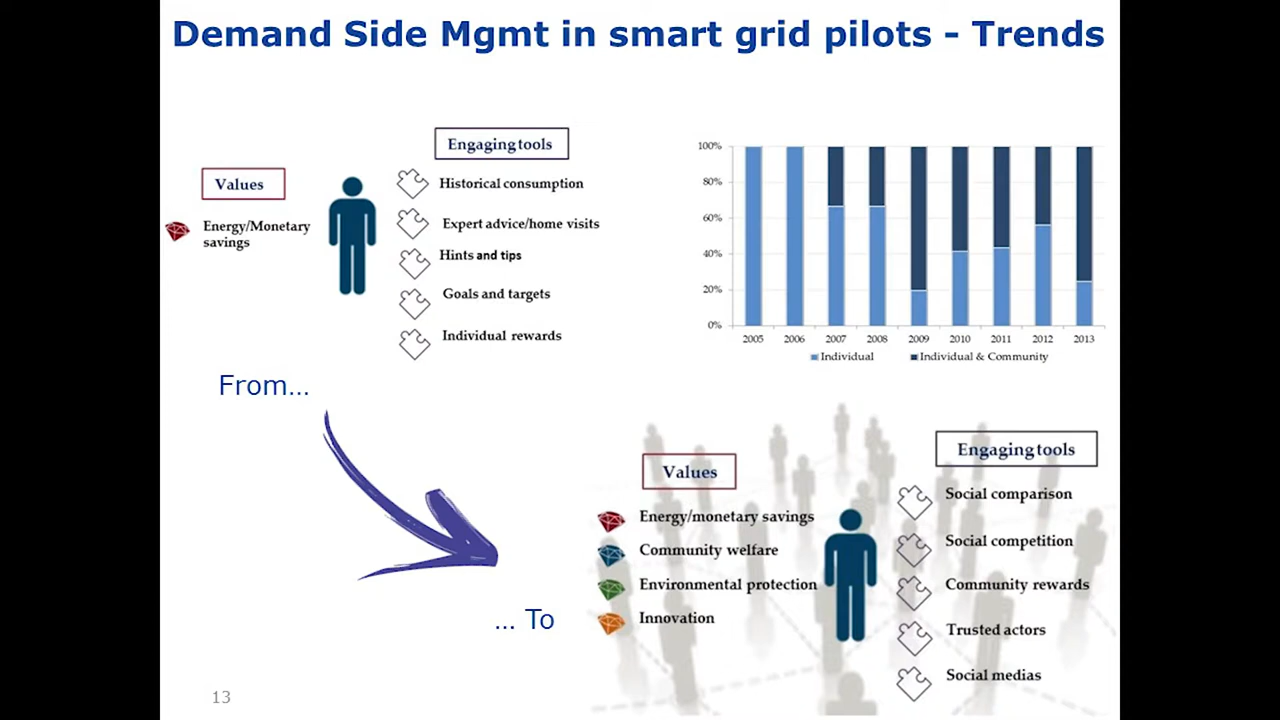 Demand Side Mgmt in smart grid pilots - Trends
Values
Energy/Monetary
savings
Engaging tools
Historical consumption
Expert advice/home visits
Hints and tips
Goals and targets
Individual rewards
100%
80%
60%
40%
20%
0%
2005 2006 2007 2008 2009 2010 2011 2012 2013
Individual Individual & Community
From...
... To
Values
Energy/monetary savings
Community welfare
Environmental protection
Innovation
Engaging tools
Social comparison
Social competition
Community rewards
Trusted actors
Social medias
13